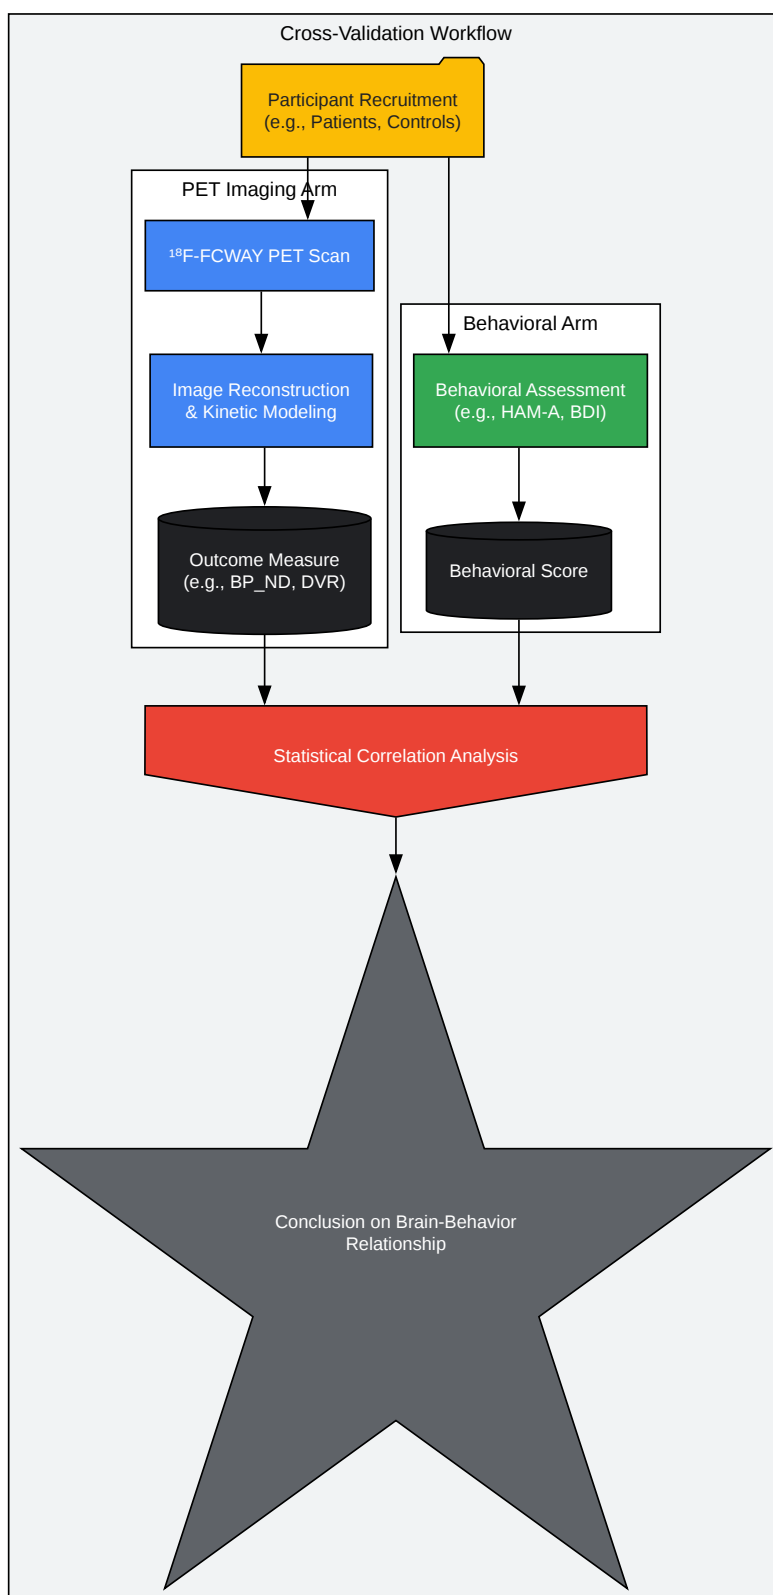 Cross-Validation Workflow
Participant Recruitment
(e.g., Patients, Controls)
PET Imaging Arm
¹⁸F-FCWAY PET Scan
Image Reconstruction
& Kinetic Modeling
Outcome Measure
(e.g., BP_ND, DVR)
Behavioral Arm
Behavioral Assessment
(e.g., HAM-A, BDI)
Behavioral Score
Statistical Correlation Analysis
Conclusion on Brain-Behavior
Relationship